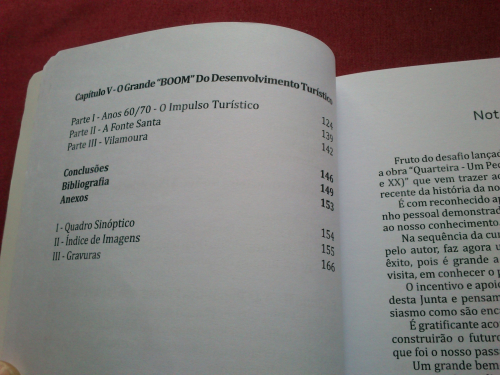 Capítulo V - O Grande "BOOM" Do Desenvolvimento Turístico
Parte I - Anos 60/70 - O Impulso Turístico 124
Parte II - A Fonte Santa 139
Parte III - Vilamoura 142
Conclusões 146
Bibliografia 149
Anexos 153
I - Quadro Sinóptico 154
II - Índice de Imagens 155
III - Gravuras 166
Not
Fruto do desafio lançad
a obra "Quarteira - Um Peq
e XX)" que vem trazer ao
recente da história da no
É com reconhecido ap
nho pessoal demonstrad
ao nosso conhecimento.
Na sequência da cu
pelo autor, faz agora u
êxito, pois é grande a
visita, em conhecer o p
O incentivo e apoio
desta Junta e pensam
siasmo como são enc
É gratificante aco
construirão o futuro
que foi o nosso pass
Um grande bem